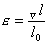 ε = ▽l / l₀